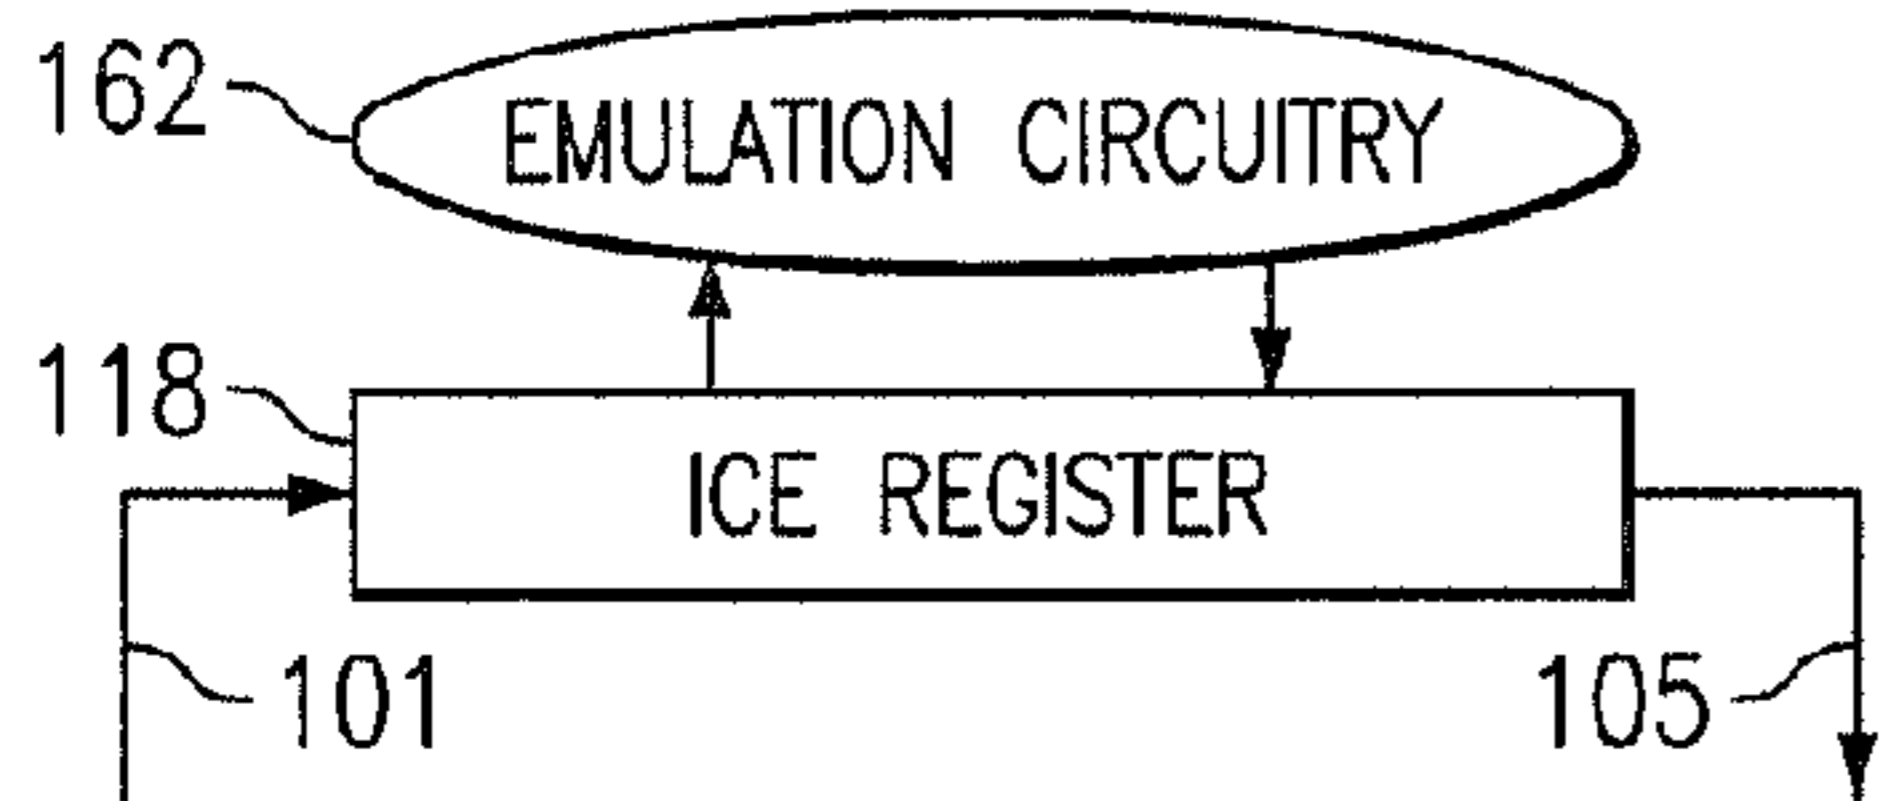 162
EMULATION CIRCUITRY
118
ICE REGISTER
101
105